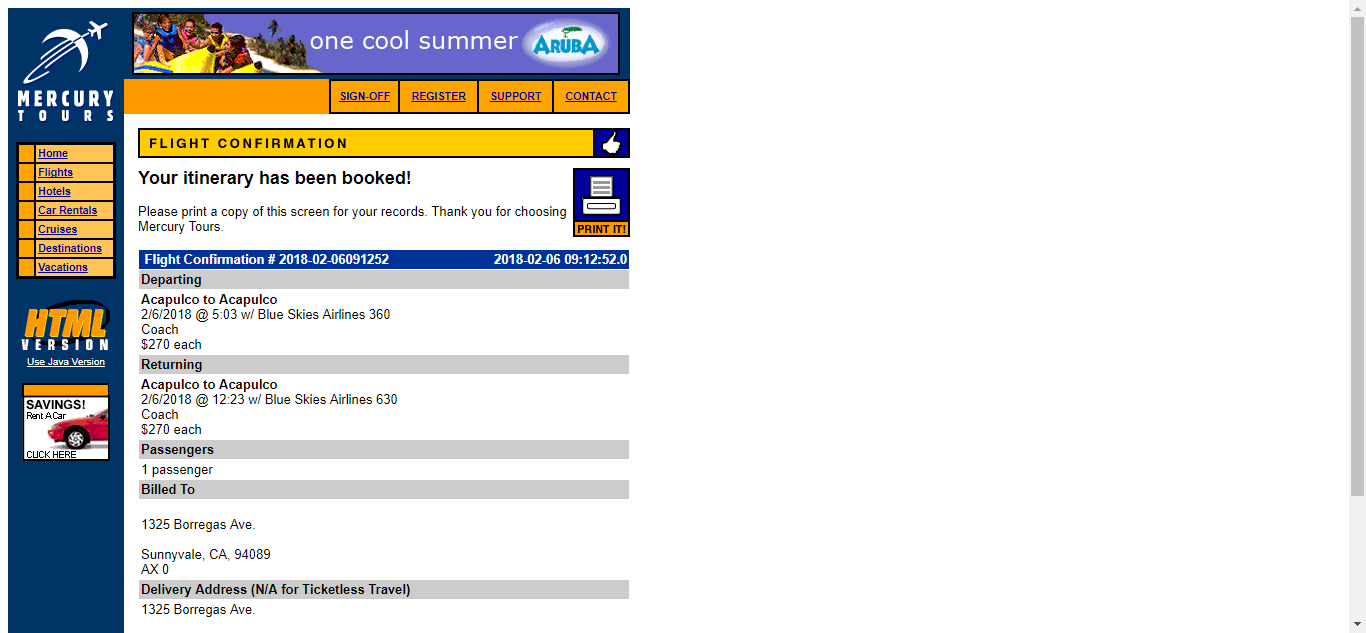 one cool summer ARUBA
MERCURY
TOURS
SIGN-OFF REGISTER SUPPORT CONTACT
Home
Flights
Hotels
Car Rentals
Cruises
Destinations
Vacations
HTML
VERSION
Use Java Version
SAVINGS!
Rent A Car
CLICK HERE
FLIGHT CONFIRMATION
Your itinerary has been booked!
Please print a copy of this screen for your records. Thank you for choosing
Mercury Tours.
PRINT IT!
Flight Confirmation # 2018-02-06091252 2018-02-06 09:12:52.0
Departing
Acapulco to Acapulco
2/6/2018 @ 5:03 w/ Blue Skies Airlines 360
Coach
$270 each
Returning
Acapulco to Acapulco
2/6/2018 @ 12:23 w/ Blue Skies Airlines 630
Coach
$270 each
Passengers
1 passenger
Billed To
1325 Borregas Ave.
Sunnyvale, CA, 94089
AX 0
Delivery Address (N/A for Ticketless Travel)
1325 Borregas Ave.